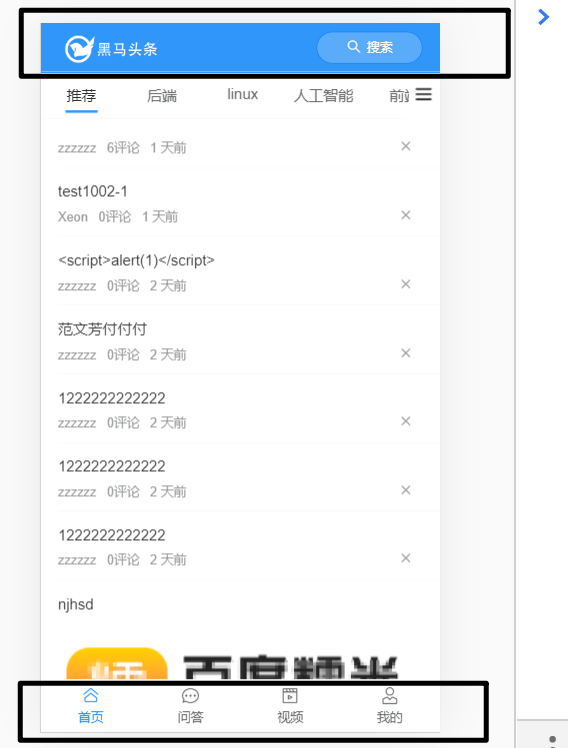 黑马头条 搜索
推荐 后端 linux 人工智能 前
zzzzzz 6评论 1 天前
test1002-1
Xeon 0评论 1 天前
<script>alert(1)</script>
zzzzzz 0评论 2 天前
范文芳付付付
zzzzzz 0评论 2 天前
1222222222222
zzzzzz 0评论 2 天前
1222222222222
zzzzzz 0评论 2 天前
1222222222222
zzzzzz 0评论 2 天前
njhsd
百度糯米
首页 问答 视频 我的